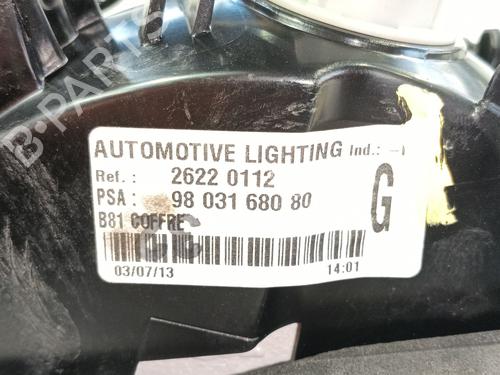 B-PARTS
AUTOMOTIVE LIGHTING Ind.: -1
Ref.: 2622 0112
PSA: 98 031 680 80
B81 COFFRE
G
03/07/13 14:01